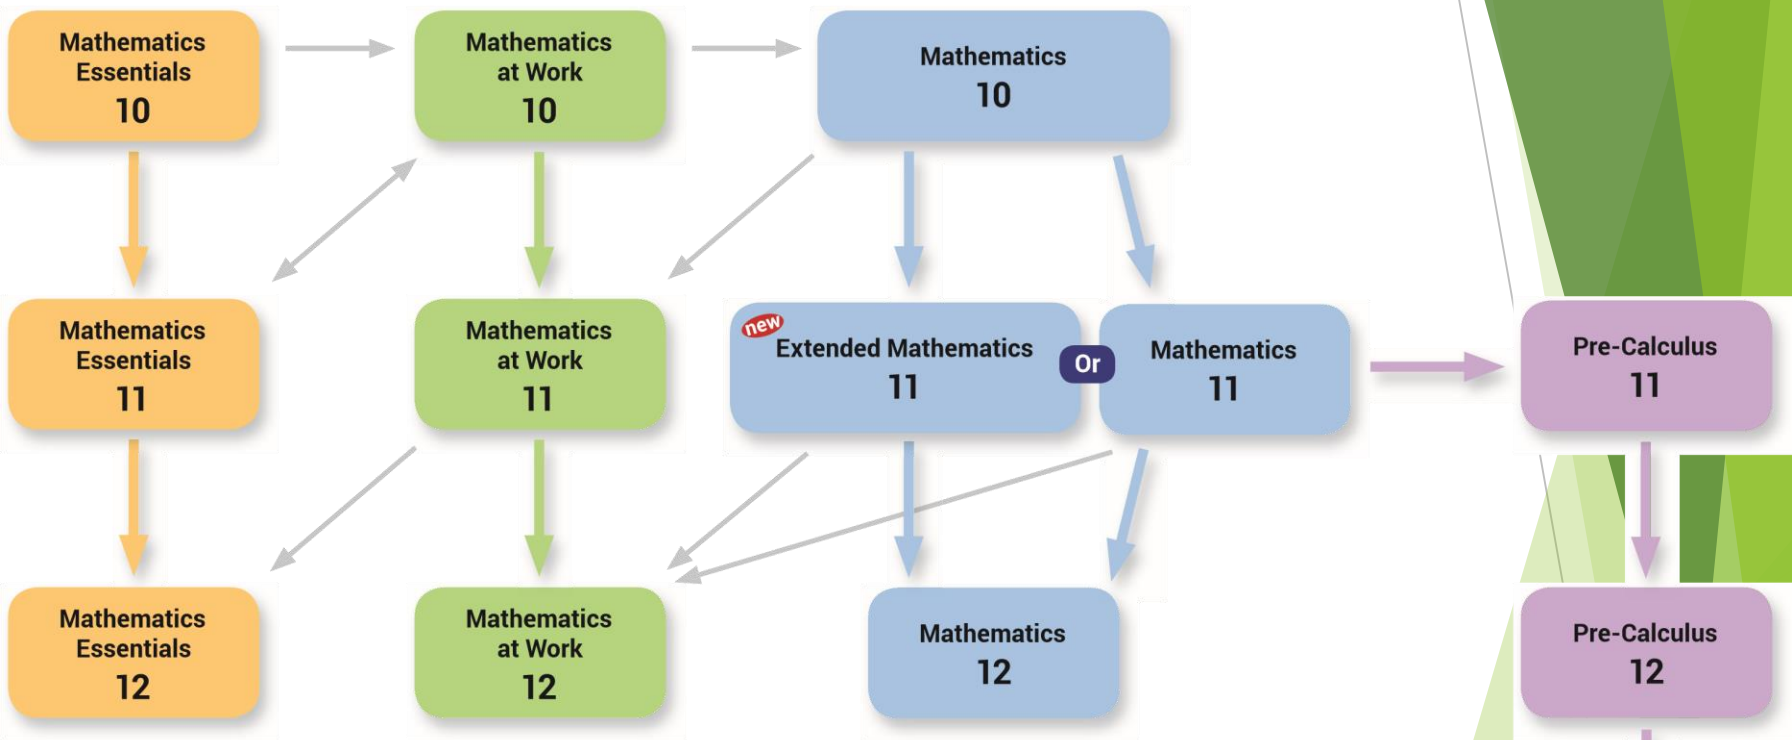 Mathematics
Essentials
10
Mathematics
at Work
10
Mathematics
10
Mathematics
Essentials
11
Mathematics
at Work
11
new
Extended Mathematics
11
Or
Mathematics
11
Pre-Calculus
11
Mathematics
Essentials
12
Mathematics
at Work
12
Mathematics
12
Pre-Calculus
12